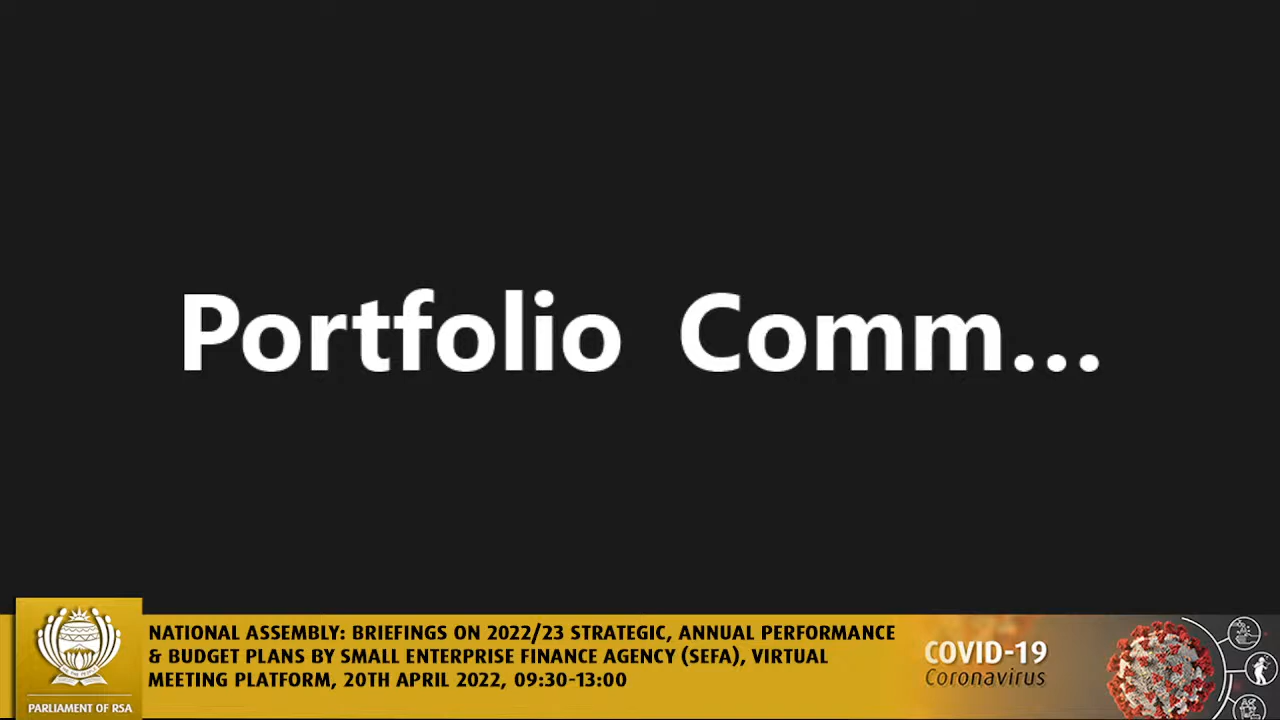 Portfolio Comm...
NATIONAL ASSEMBLY: BRIEFINGS ON 2022/23 STRATEGIC, ANNUAL PERFORMANCE
& BUDGET PLANS BY SMALL ENTERPRISE FINANCE AGENCY (SEFA), VIRTUAL
MEETING PLATFORM, 20TH APRIL 2022, 09:30-13:00
COVID-19
Coronavirus
PARLIAMENT OF RSA